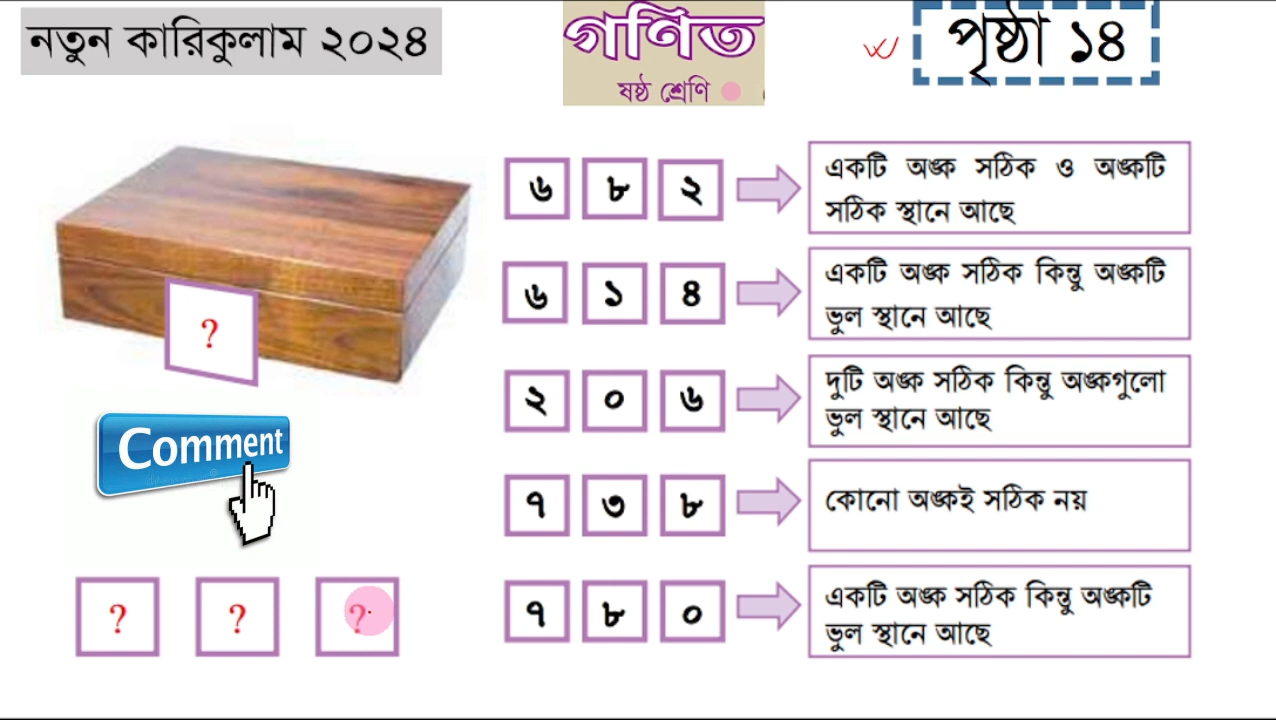 নতুন কারিকুলাম ২০২৪
গণিত
ষষ্ঠ শ্রেণি
পৃষ্ঠা ১৪
৬ ৮ ২
একটি অঙ্ক সঠিক ও অঙ্কটি
সঠিক স্থানে আছে
৬ ১ ৪
একটি অঙ্ক সঠিক কিন্তু অঙ্কটি
ভুল স্থানে আছে
২ ০ ৬
দুটি অঙ্ক সঠিক কিন্তু অঙ্কগুলো
ভুল স্থানে আছে
৭ ৩ ৮
কোনো অঙ্কই সঠিক নয়
৭ ৮ ০
একটি অঙ্ক সঠিক কিন্তু অঙ্কটি
ভুল স্থানে আছে
?
Comment
? ? ?